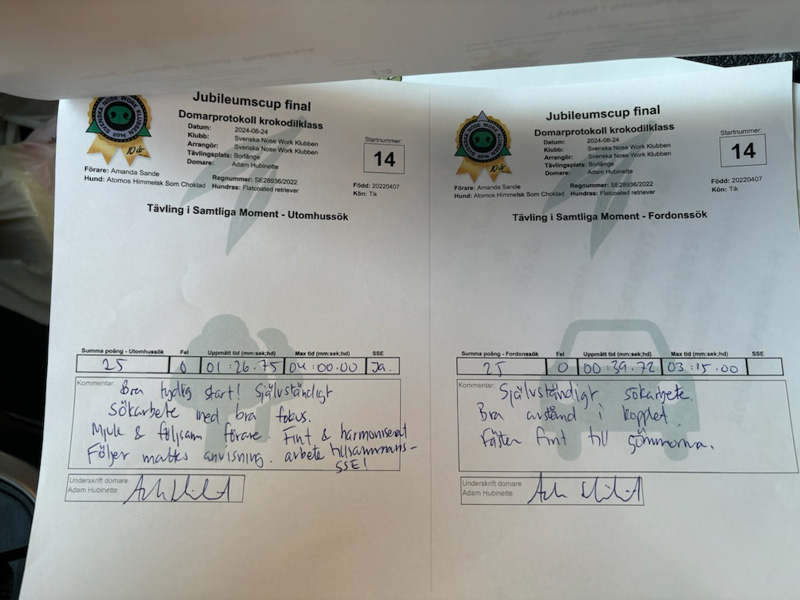 Jubileumscup final
Domarprotokoll krokodilklass
Datum: 2024-08-24
Klubb: Svenska Nose Work Klubben
Arrangör: Svenska Nose Work Klubben
Tävlingsplats: Borlänge
Domare: Adam Hubinette
Startnummer:
14
10 år
Förare: Amanda Sande
Hund: Atomos Himmelsk Som Choklad
Regnummer: SE28936/2022
Hundras: Flatcoated retriever
Född: 20220407
Kön: Tik
Tävling i Samtliga Moment - Utomhussök
Summa poäng - Utomhussök Fel Uppmätt tid (mm:sek;hd) Max tid (mm:sek;hd) SSE
25 0 01:26.75 04:00.00 Ja.
Kommentar:
Bra tydlig start! Självständigt
sökarbete med bra fokus.
Mjuk & följsam förare
Följer mattes anvisning.
Fint & harmoniserat
arbete tillsammans-
SSE!
Underskrift domare
Adam Hubinette
Jubileumscup final
Domarprotokoll krokodilklass
Datum: 2024-08-24
Klubb: Svenska Nose Work Klubben
Arrangör: Svenska Nose Work Klubben
Tävlingsplats: Borlänge
Domare: Adam Hubinette
Startnummer:
14
10 år
Förare: Amanda Sande
Hund: Atomos Himmelsk Som Choklad
Regnummer: SE28936/2022
Hundras: Flatcoated retriever
Född: 20220407
Kön: Tik
Tävling i Samtliga Moment - Fordonssök
Summa poäng - Fordonssök Fel Uppmätt tid (mm:sek;hd) Max tid (mm:sek;hd) SSE
25 0 00:39.72 03:15.00
Kommentar:
Självständigt sökarbete.
Bra avstånd i kopplet.
fint till gömmorna.
Underskrift domare
Adam Hubinette